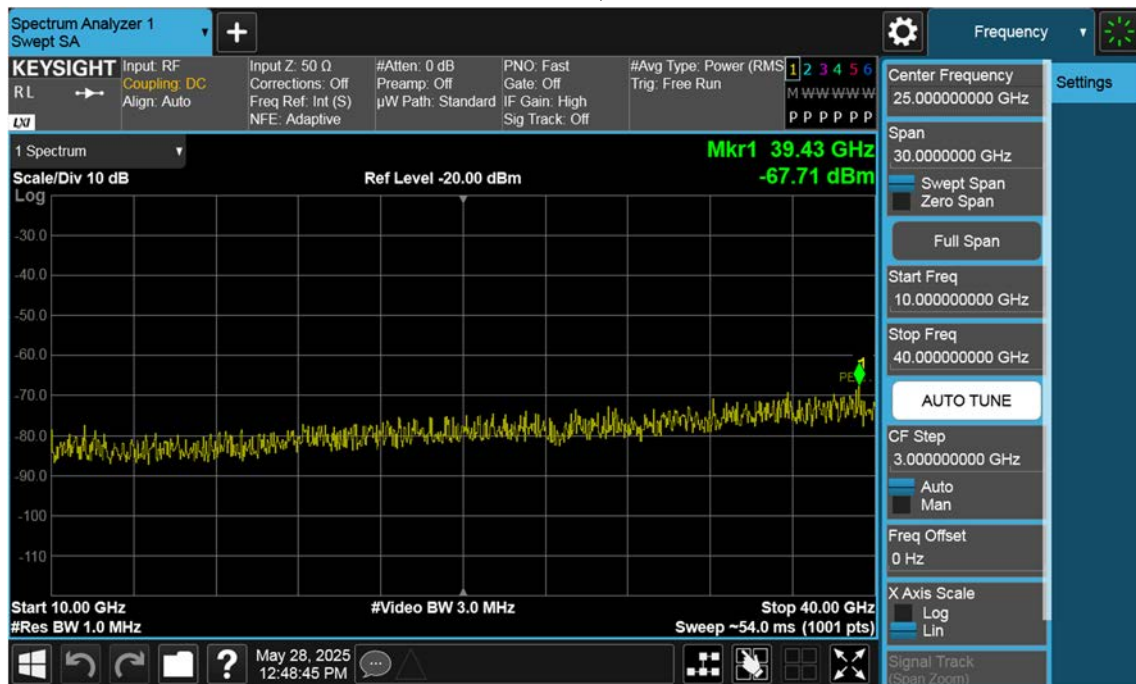 Spectrum Analyzer 1
Swept SA
+
Frequency
KEYSIGHT
RL
LXI
Input: RF
Coupling: DC
Align: Auto
Input Z: 50 Ω
Corrections: Off
Freq Ref: Int (S)
NFE: Adaptive
#Atten: 0 dB
Preamp: Off
µW Path: Standard
PNO: Fast
Gate: Off
IF Gain: High
Sig Track: Off
#Avg Type: Power (RMS
Trig: Free Run
1 2 3 4 5 6
M W W W W W
P P P P P P
1 Spectrum
Mkr1 39.43 GHz
-67.71 dBm
Scale/Div 10 dB
Ref Level -20.00 dBm
Log
-30.0
-40.0
-50.0
-60.0
-70.0
-80.0
-90.0
-100
-110
1
Start 10.00 GHz
#Video BW 3.0 MHz
Stop 40.00 GHz
#Res BW 1.0 MHz
Sweep ~54.0 ms (1001 pts)
?
May 28, 2025
12:48:45 PM
Center Frequency
25.000000000 GHz
Span
30.0000000 GHz
Swept Span
Zero Span
Full Span
Start Freq
10.000000000 GHz
Stop Freq
40.000000000 GHz
AUTO TUNE
CF Step
3.000000000 GHz
Auto
Man
Freq Offset
0 Hz
X Axis Scale
Log
Lin
Signal Track
(Span Zoom)
Settings